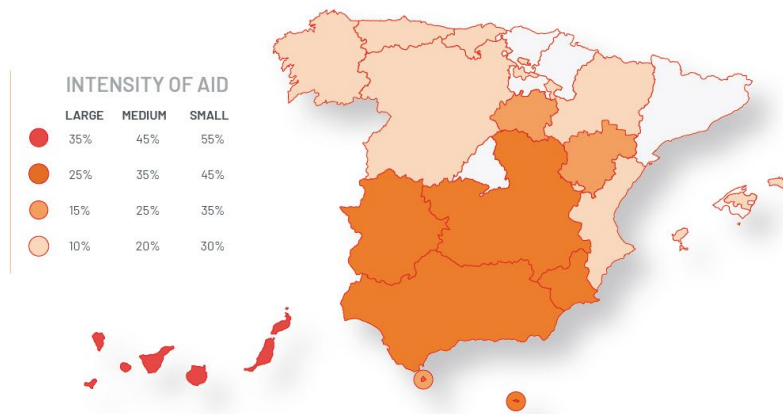 INTENSITY OF AID
LARGE MEDIUM SMALL
35% 45% 55%
25% 35% 45%
15% 25% 35%
10% 20% 30%